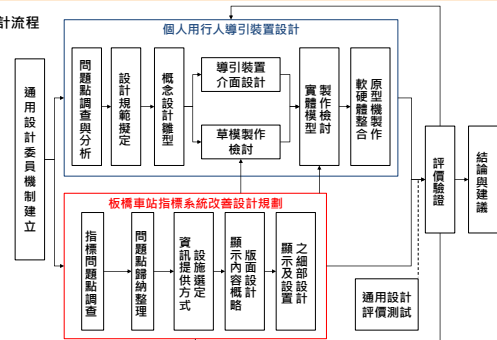 計流程
個人用行人導引裝置設計
通用設計委員機制建立
問題點調查與分析
設計規範擬定
概念設計雛型
導引裝置
介面設計
草模製作
檢討
實體模型
製作檢討
軟硬體整合
原型機製作
板橋車站指標系統改善設計規劃
指標問題點調查
問題點歸納整理
資訊提供方式
設施選定
顯示內容概略
版面設計
顯示及設置
之細部設計
評價驗證
結論與建議
通用設計
評價測試